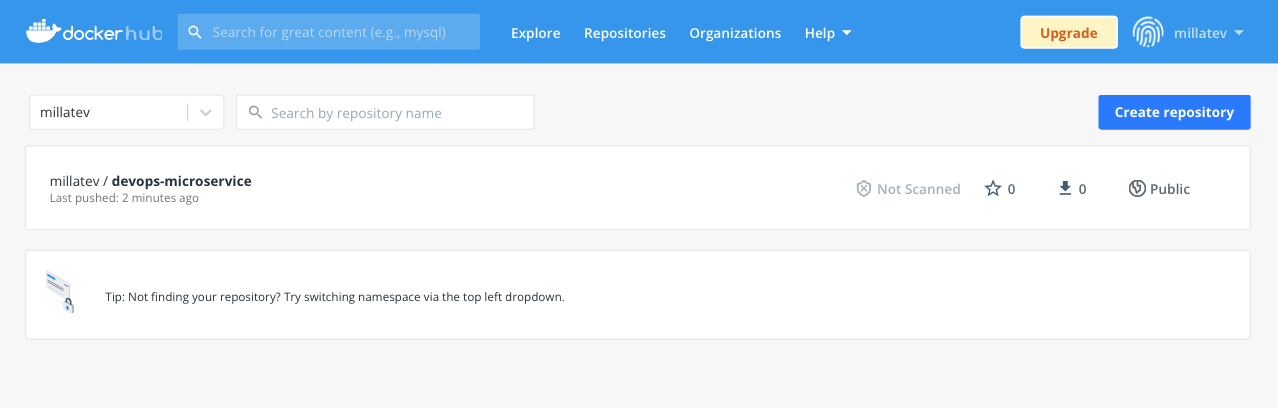 dockerhub Search for great content (e.g., mysql) Explore Repositories Organizations Help Upgrade millatev
millatev Search by repository name Create repository
millatev / devops-microservice
Last pushed: 2 minutes ago
Not Scanned 0 0 Public
Tip: Not finding your repository? Try switching namespace via the top left dropdown.